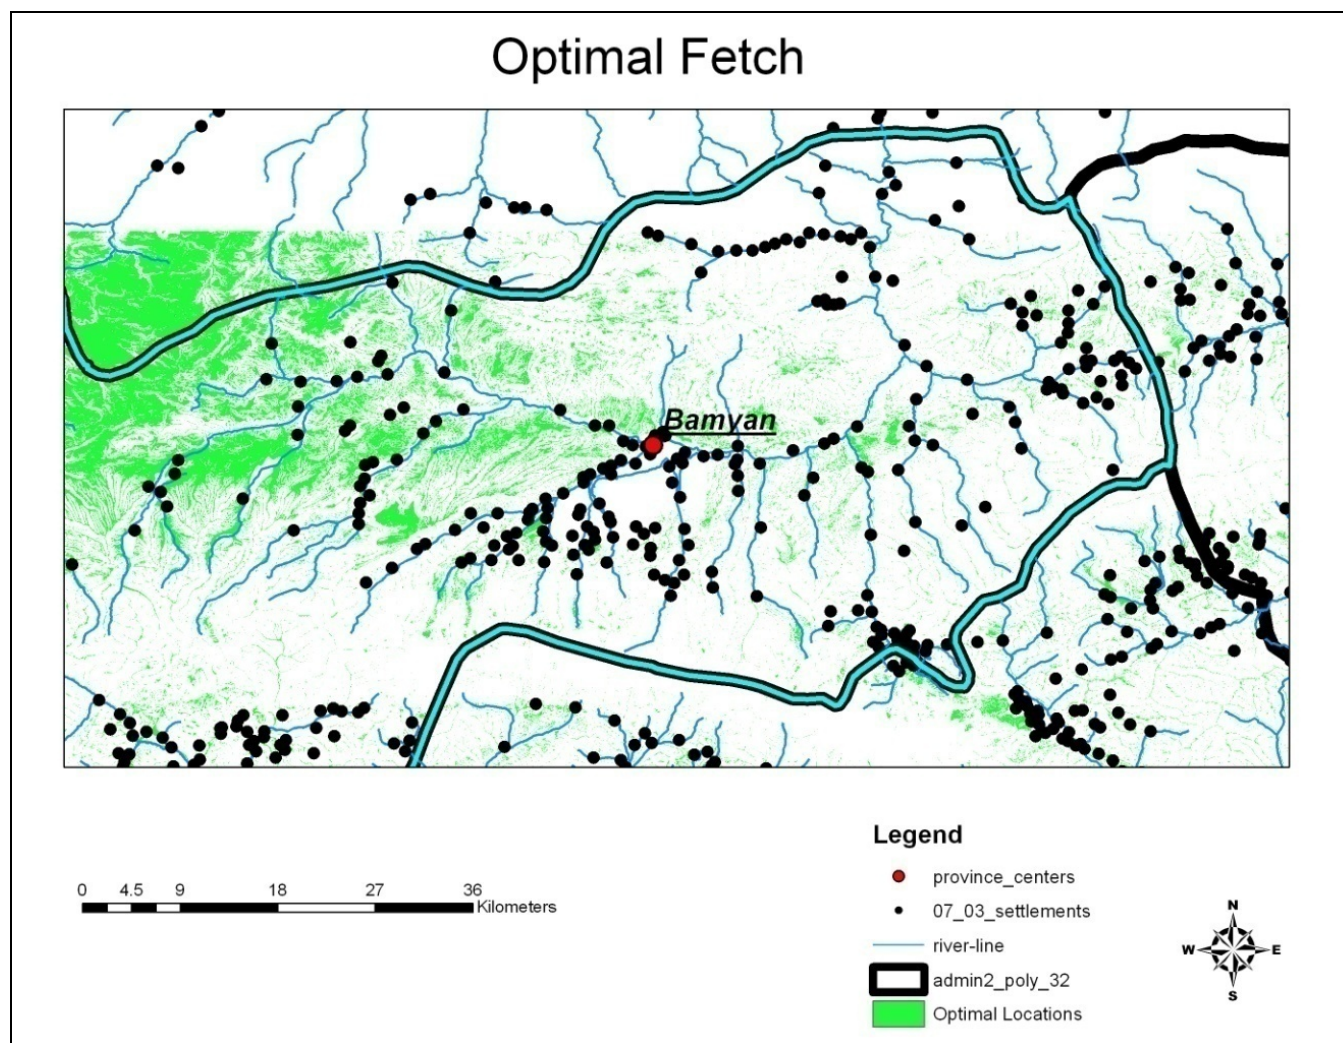 Optimal Fetch
Bamyan
0 4.5 9 18 27 36
Kilometers
Legend
province_centers
07_03_settlements
river-line
admin2_poly_32
Optimal Locations
N
W E
S